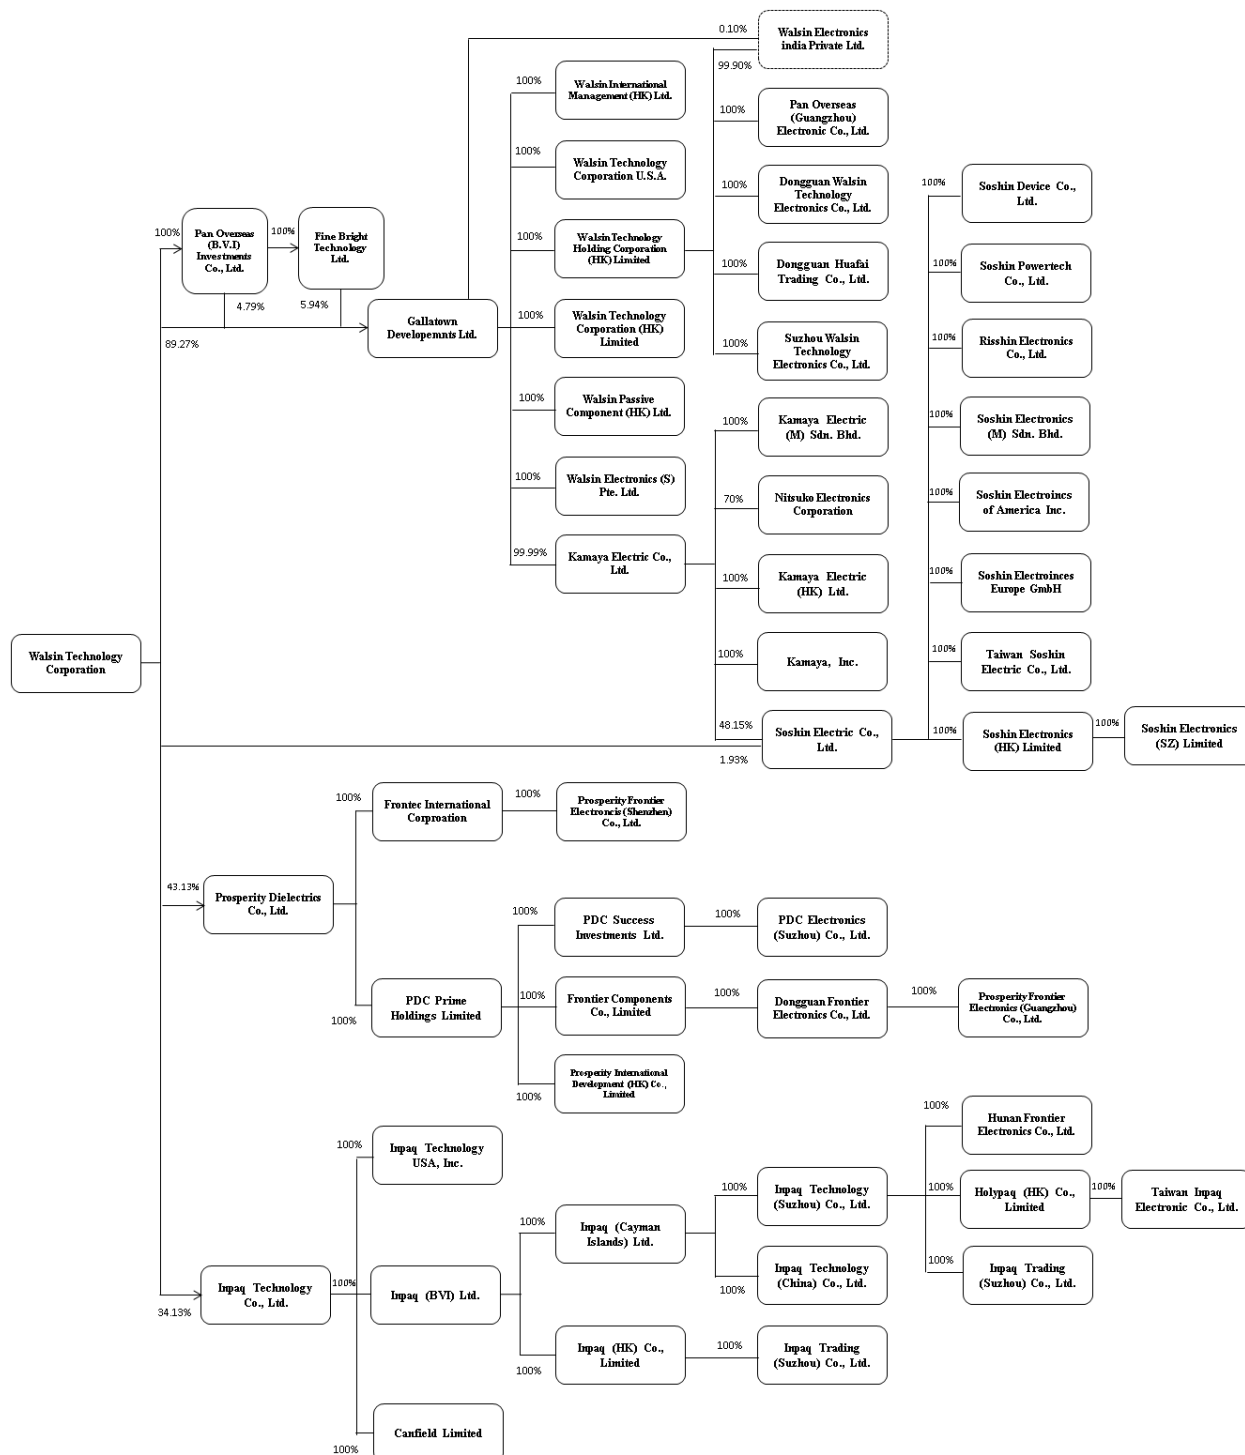 0.10%
Walsin Electronics
india Private Ltd.
99.90%
100%
Walsin International
Management (HK) Ltd.
100%
Pan Overseas
(Guangzhou)
Electronic Co., Ltd.
100%
Walsin Technology
Corporation U.S.A.
100%
Dongguan Walsin
Technology
Electronics Co., Ltd.
100%
Soshin Device Co.,
Ltd.
100%
Pan Overseas
(B.V.I)
Investments
Co., Ltd.
100%
Fine Bright
Technology
Ltd.
100%
Walsin Technology
Holding Corporation
(HK) Limited
100%
Dongguan Huafai
Trading Co., Ltd.
100%
Soshin Powertech
Co., Ltd.
4.79%
5.94%
89.27%
Gallatown
Developemnts Ltd.
100%
Walsin Technology
Corporation (HK)
Limited
100%
Suzhou Walsin
Technology
Electronics Co., Ltd.
100%
Risshin Electronics
Co., Ltd.
100%
Walsin Passive
Component (HK) Ltd.
100%
Kamaya Electric
(M) Sdn. Bhd.
100%
Soshin Electronics
(M) Sdn. Bhd.
100%
Walsin Electronics (S)
Pte. Ltd.
70%
Nitsuko Electronics
Corporation
100%
Soshin Electroincs
of America Inc.
99.99%
Kamaya Electric Co.,
Ltd.
100%
Kamaya Electric
(HK) Ltd.
100%
Soshin Electroinces
Europe GmbH
Walsin Technology
Corporation
100%
Kamaya, Inc.
100%
Taiwan Soshin
Electric Co., Ltd.
48.15%
1.93%
Soshin Electric Co.,
Ltd.
100%
Soshin Electronics
(HK) Limited
100%
Soshin Electronics
(SZ) Limited
100%
Frontec International
Corproation
100%
Prosperity Frontier
Electroncis (Shenzhen)
Co., Ltd.
43.13%
Prosperity Dielectrics
Co., Ltd.
100%
PDC Success
Investments Ltd.
100%
PDC Electronics
(Suzhou) Co., Ltd.
100%
PDC Prime
Holdings Limited
100%
Frontier Components
Co., Limited
100%
Dongguan Frontier
Electronics Co., Ltd.
100%
Prosperity Frontier
Electronics (Guangzhou)
Co., Ltd.
100%
Prosperity International
Development (HK) Co.,
Limited
100%
Inpaq Technology
USA, Inc.
100%
Hunan Frontier
Electronics Co., Ltd.
100%
Inpaq (Cayman
Islands) Ltd.
100%
Inpaq Technology
(Suzhou) Co., Ltd.
100%
Holypaq (HK) Co.,
Limited
100%
Taiwan Inpaq
Electronic Co., Ltd.
34.13%
Inpaq Technology
Co., Ltd.
100%
Inpaq (BVI) Ltd.
100%
Inpaq Technology
(China) Co., Ltd.
100%
Inpaq Trading
(Suzhou) Co., Ltd.
100%
Inpaq (HK) Co.,
Limited
100%
Inpaq Trading
(Suzhou) Co., Ltd.
100%
Canfield Limited